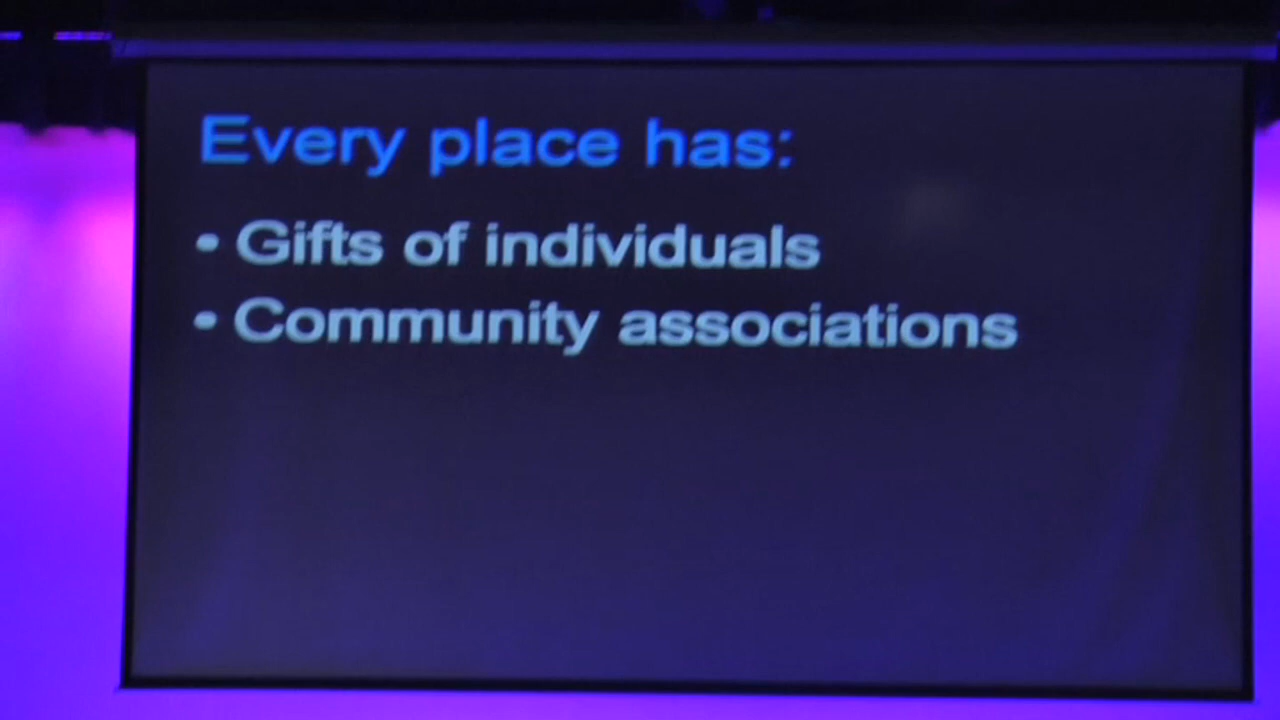 Every place has:
• Gifts of individuals
• Community associations